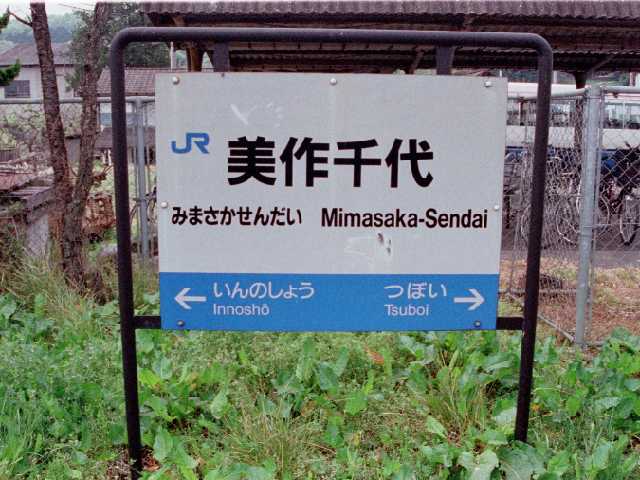 JR 美作千代
みまさかせんだい Mimasaka-Sendai
← いんのしょう つぼい →
Innoshō Tsuboi